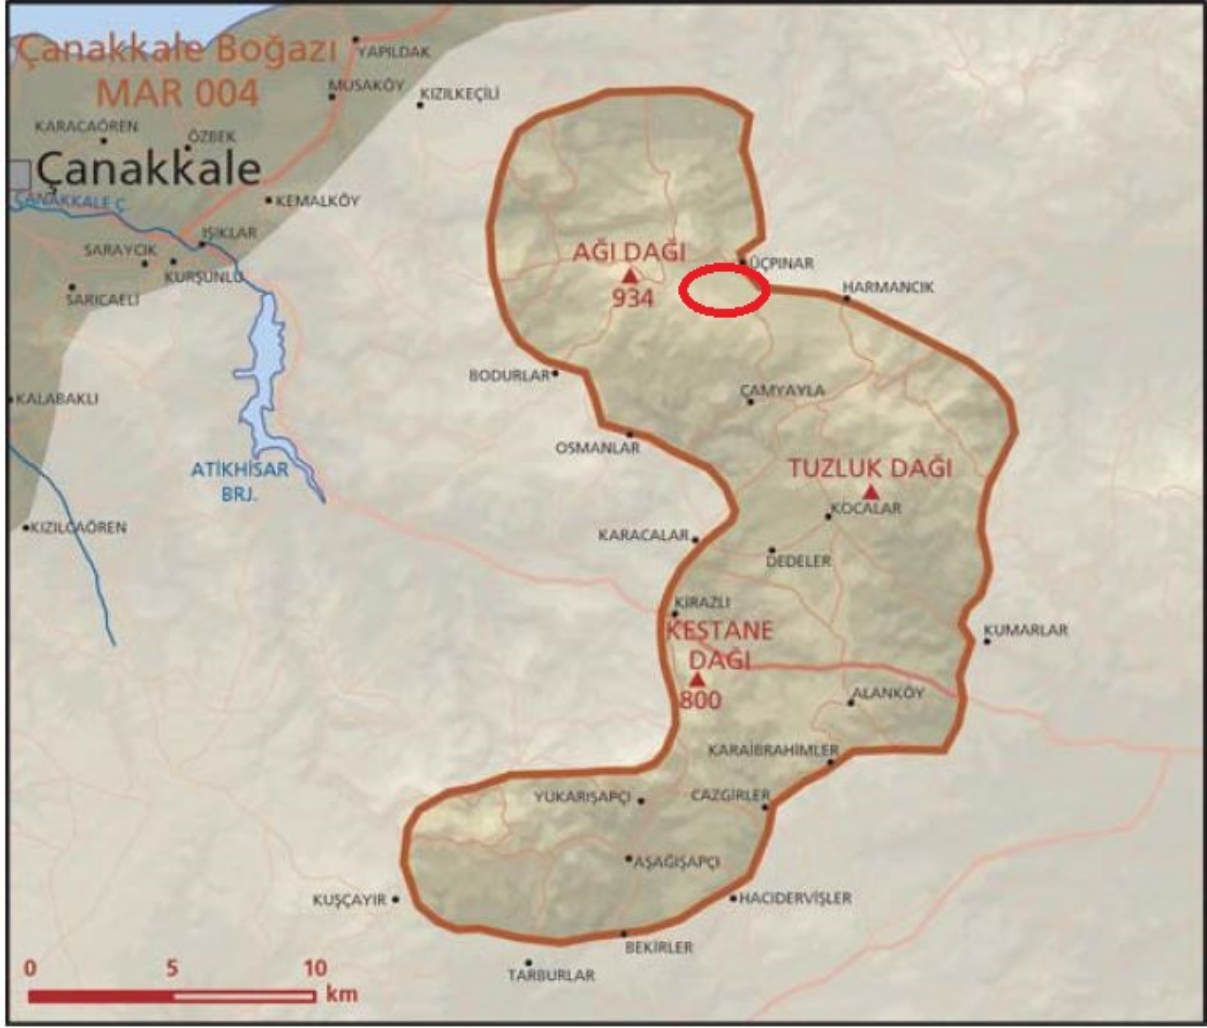 Çanakkale Boğazı
MAR 004
YAPILDAK
MUSAKÖY
KIZILKEÇİLİ
KARACAÖREN
ÖZBEK
Çanakkale
ÇANAKKALE Ç.
KEMALKÖY
IŞIKLAR
SARAYCIK
KURŞUNLU
SARICAELİ
AĞI DAĞI
934
ÜÇPINAR
HARMANCIK
BODURLAR
ÇAMYAYLA
KALABAKLI
OSMANLAR
ATİKHİSAR
BRJ.
TUZLUK DAĞI
KOCALAR
KIZILCAÖREN
KARACALAR
DEDELER
KİRAZLI
KESTANE
DAĞI
800
KUMARLAR
ALANKÖY
KARAİBRAHİMLER
YUKARIŞAPÇI
CAZGİRLER
AŞAĞIŞAPÇI
KUŞÇAYIR
HACIDERVİŞLER
BEKİRLER
TARBURLAR
0 5 10
km